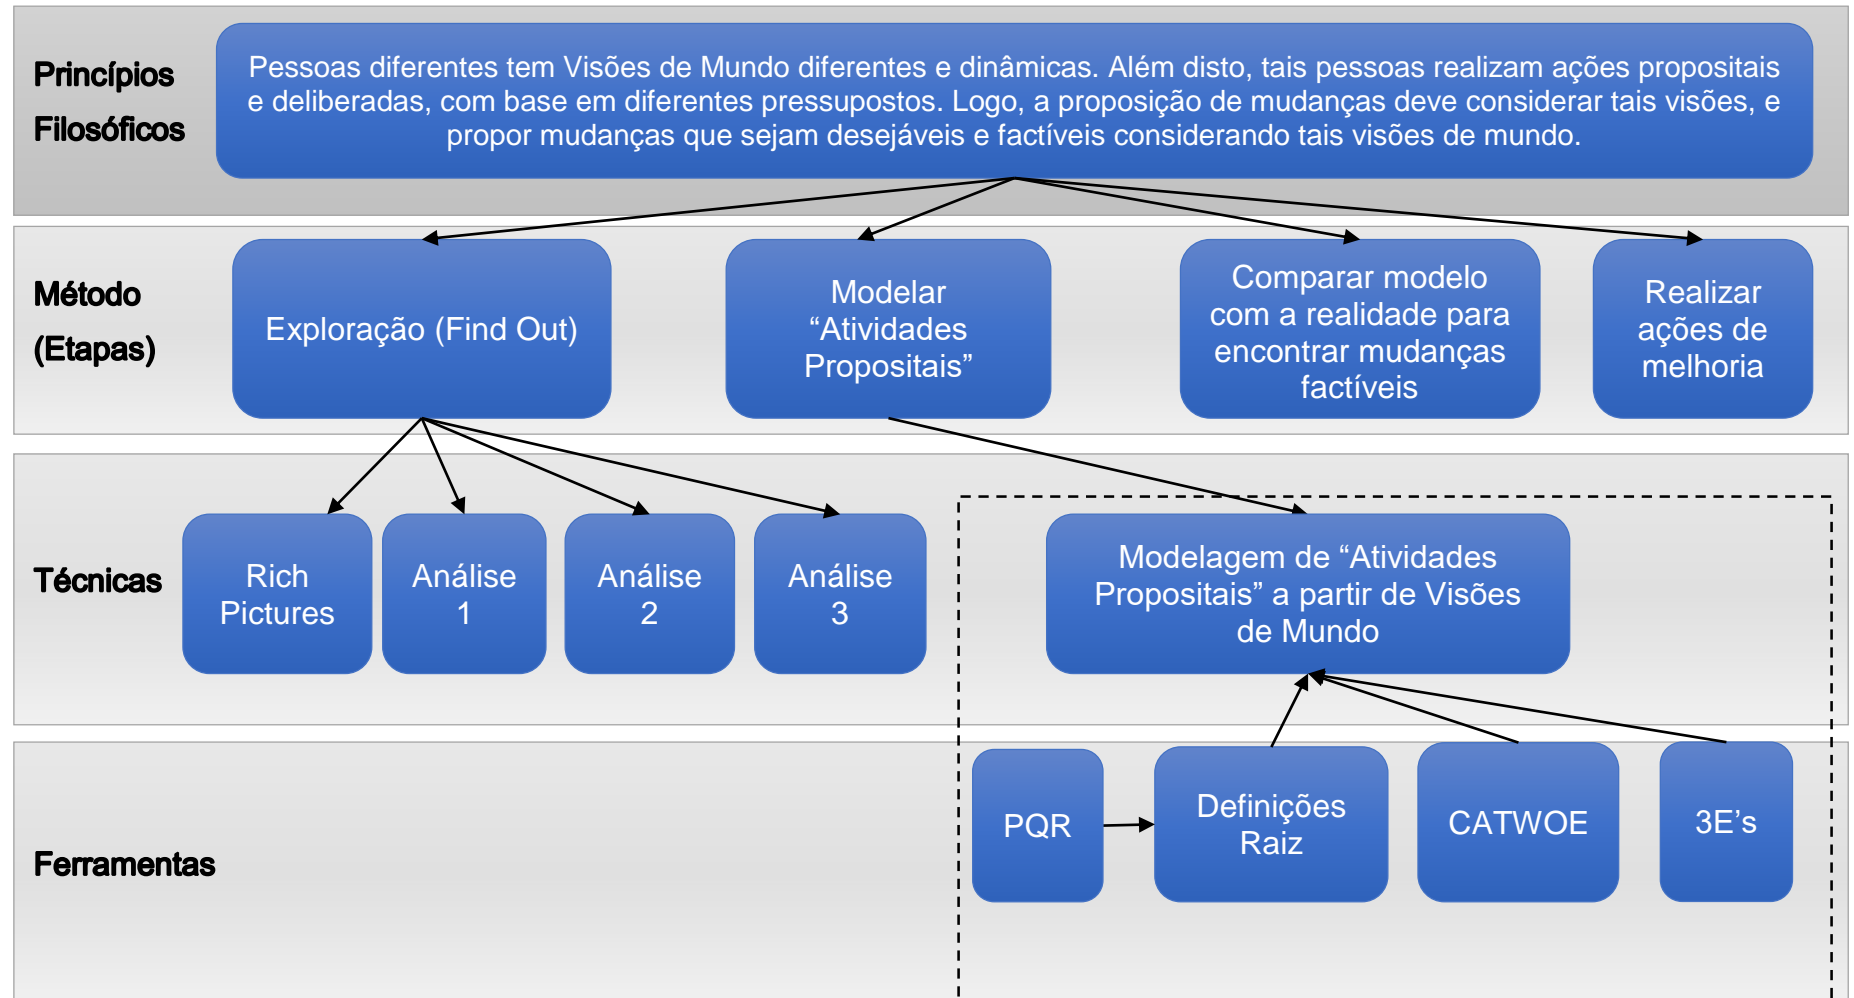 Princípios
Filosóficos
Pessoas diferentes tem Visões de Mundo diferentes e dinâmicas. Além disto, tais pessoas realizam ações propositais
e deliberadas, com base em diferentes pressupostos. Logo, a proposição de mudanças deve considerar tais visões, e
propor mudanças que sejam desejáveis e factíveis considerando tais visões de mundo.
Método
(Etapas)
Exploração (Find Out)
Modelar
“Atividades
Propositais”
Comparar modelo
com a realidade para
encontrar mudanças
factíveis
Realizar
ações de
melhoria
Técnicas
Rich
Pictures
Análise
1
Análise
2
Análise
3
Modelagem de “Atividades
Propositais” a partir de Visões
de Mundo
Ferramentas
PQR
Definições
Raiz
CATWOE
3E’s